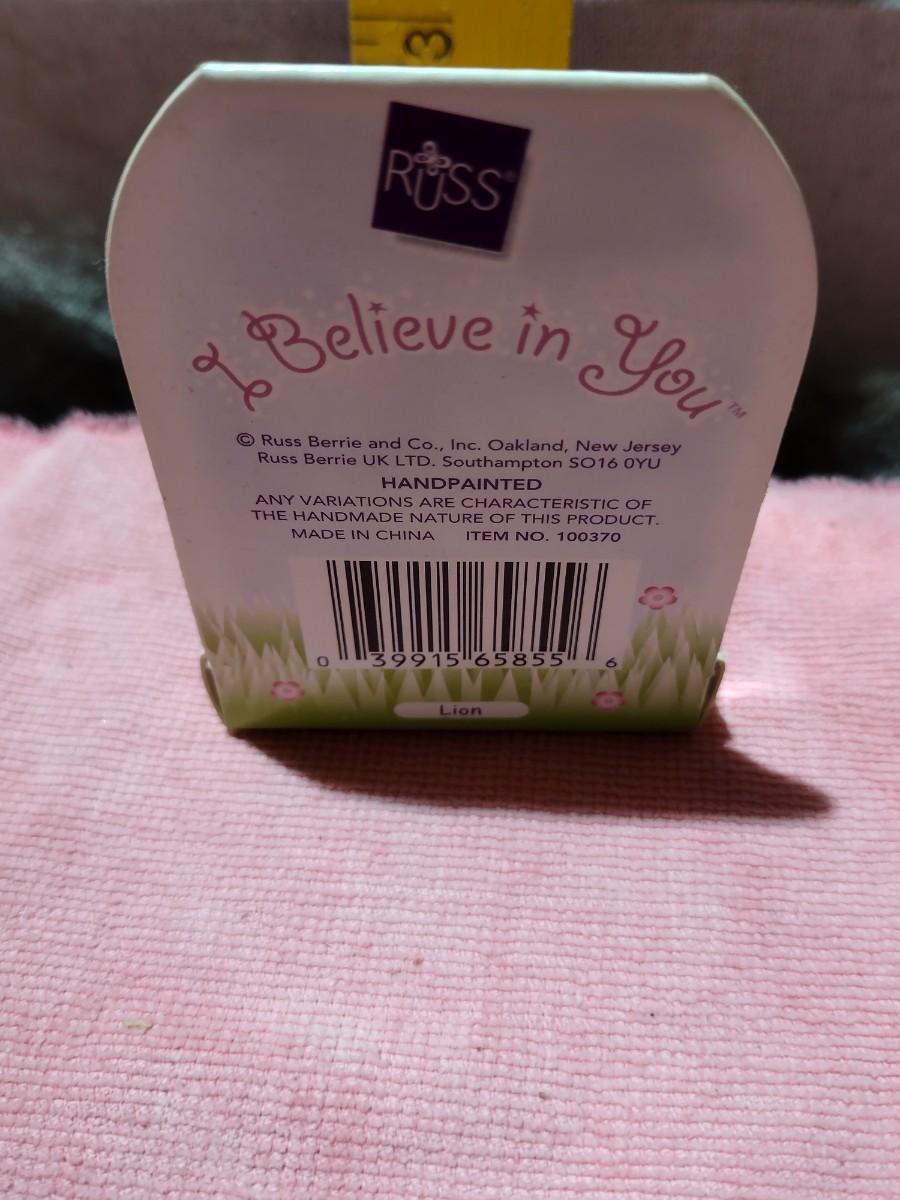 3
RUSS®
I Believe in You™
© Russ Berrie and Co., Inc. Oakland, New Jersey
Russ Berrie UK LTD. Southampton SO16 0YU
HANDPAINTED
ANY VARIATIONS ARE CHARACTERISTIC OF
THE HANDMADE NATURE OF THIS PRODUCT.
MADE IN CHINA ITEM NO. 100370
0 39915 65855 6
Lion